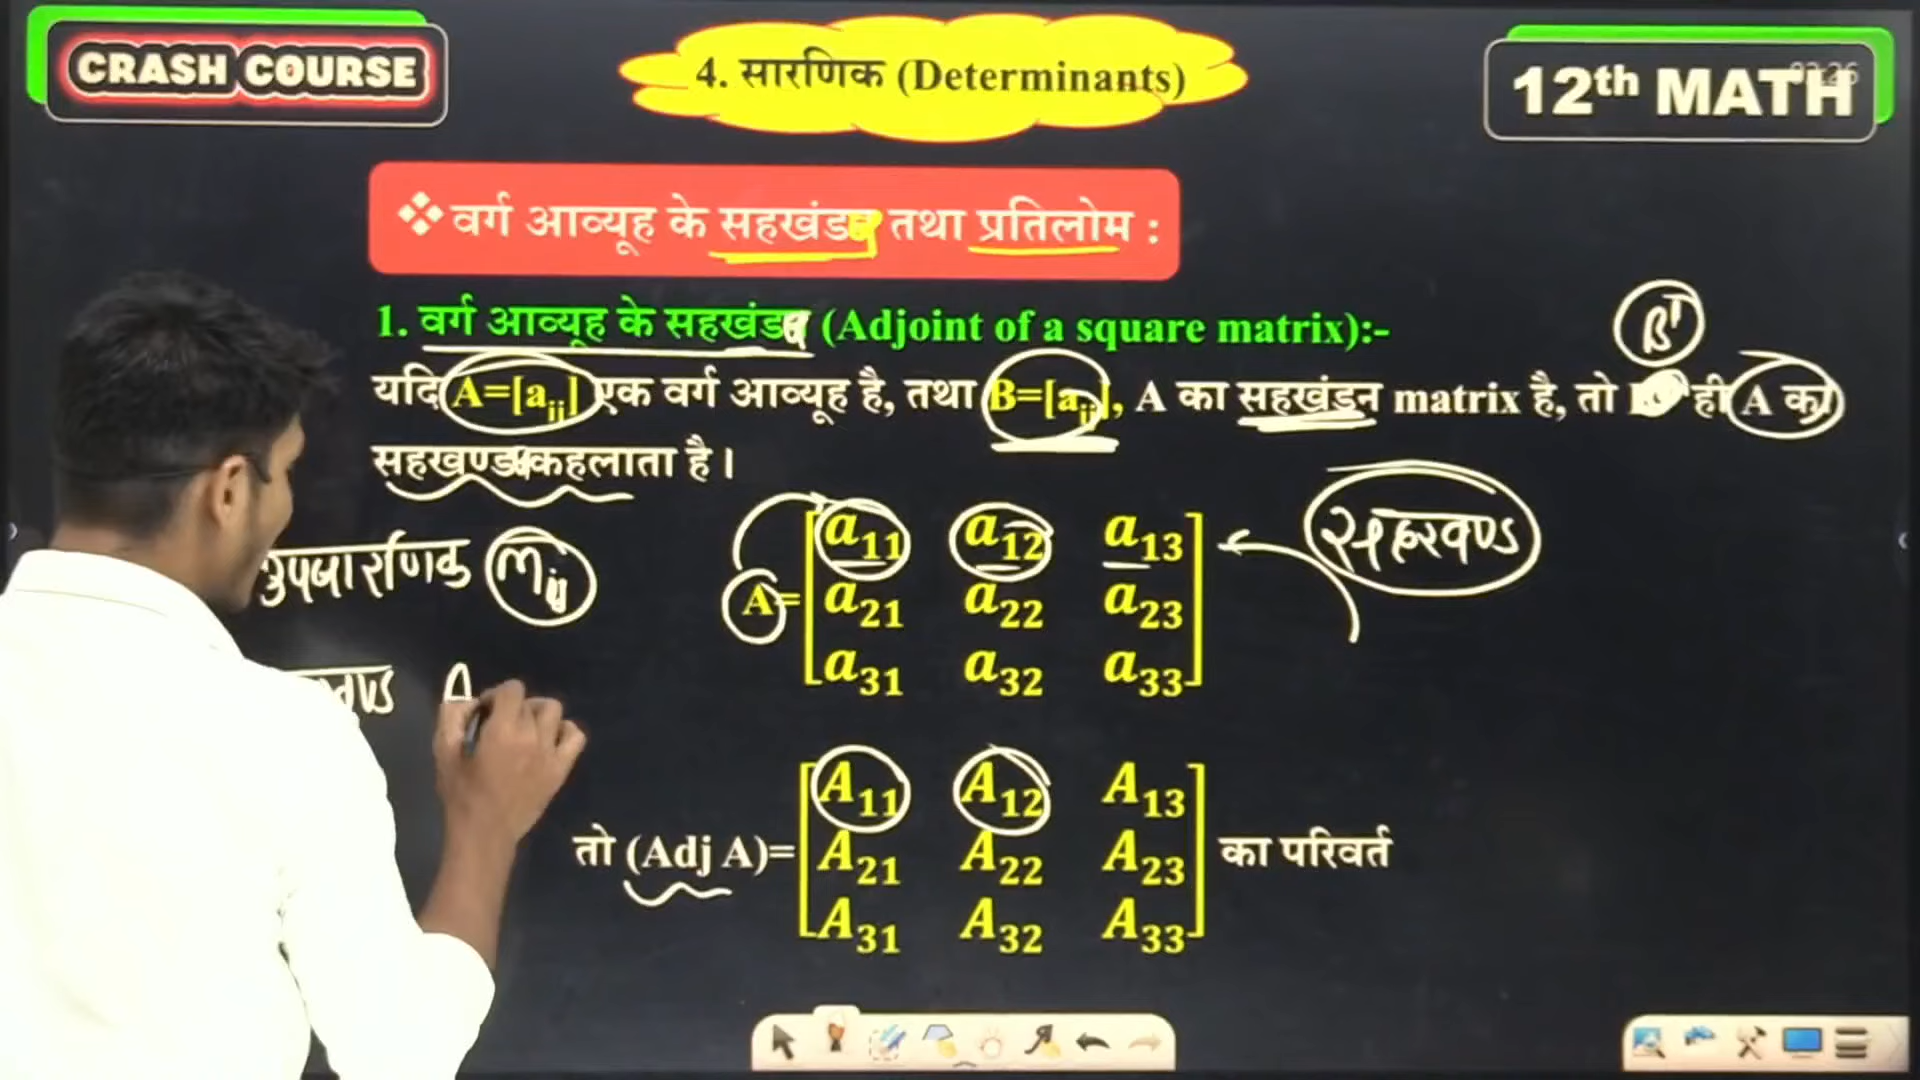 CRASH COURSE
4. सारणिक (Determinants)
12th MATH
❖ वर्ग आव्यूह के सहखंडज तथा प्रतिलोम :
1. वर्ग आव्यूह के सहखंडज (Adjoint of a square matrix):-
Bᵀ
यदि A=[aᵢⱼ] एक वर्ग आव्यूह है, तथा B=[aᵢⱼ], A का सहखंडन matrix है, तो ही A का
सहखण्डज कहलाता है।
a₁₁ a₁₂ a₁₃
सहखण्ड
उपसारणिक mᵢⱼ
A= a₂₁ a₂₂ a₂₃
a₃₁ a₃₂ a₃₃
A
A₁₁ A₁₂ A₁₃
तो (Adj A)= A₂₁ A₂₂ A₂₃ का परिवर्त
A₃₁ A₃₂ A₃₃